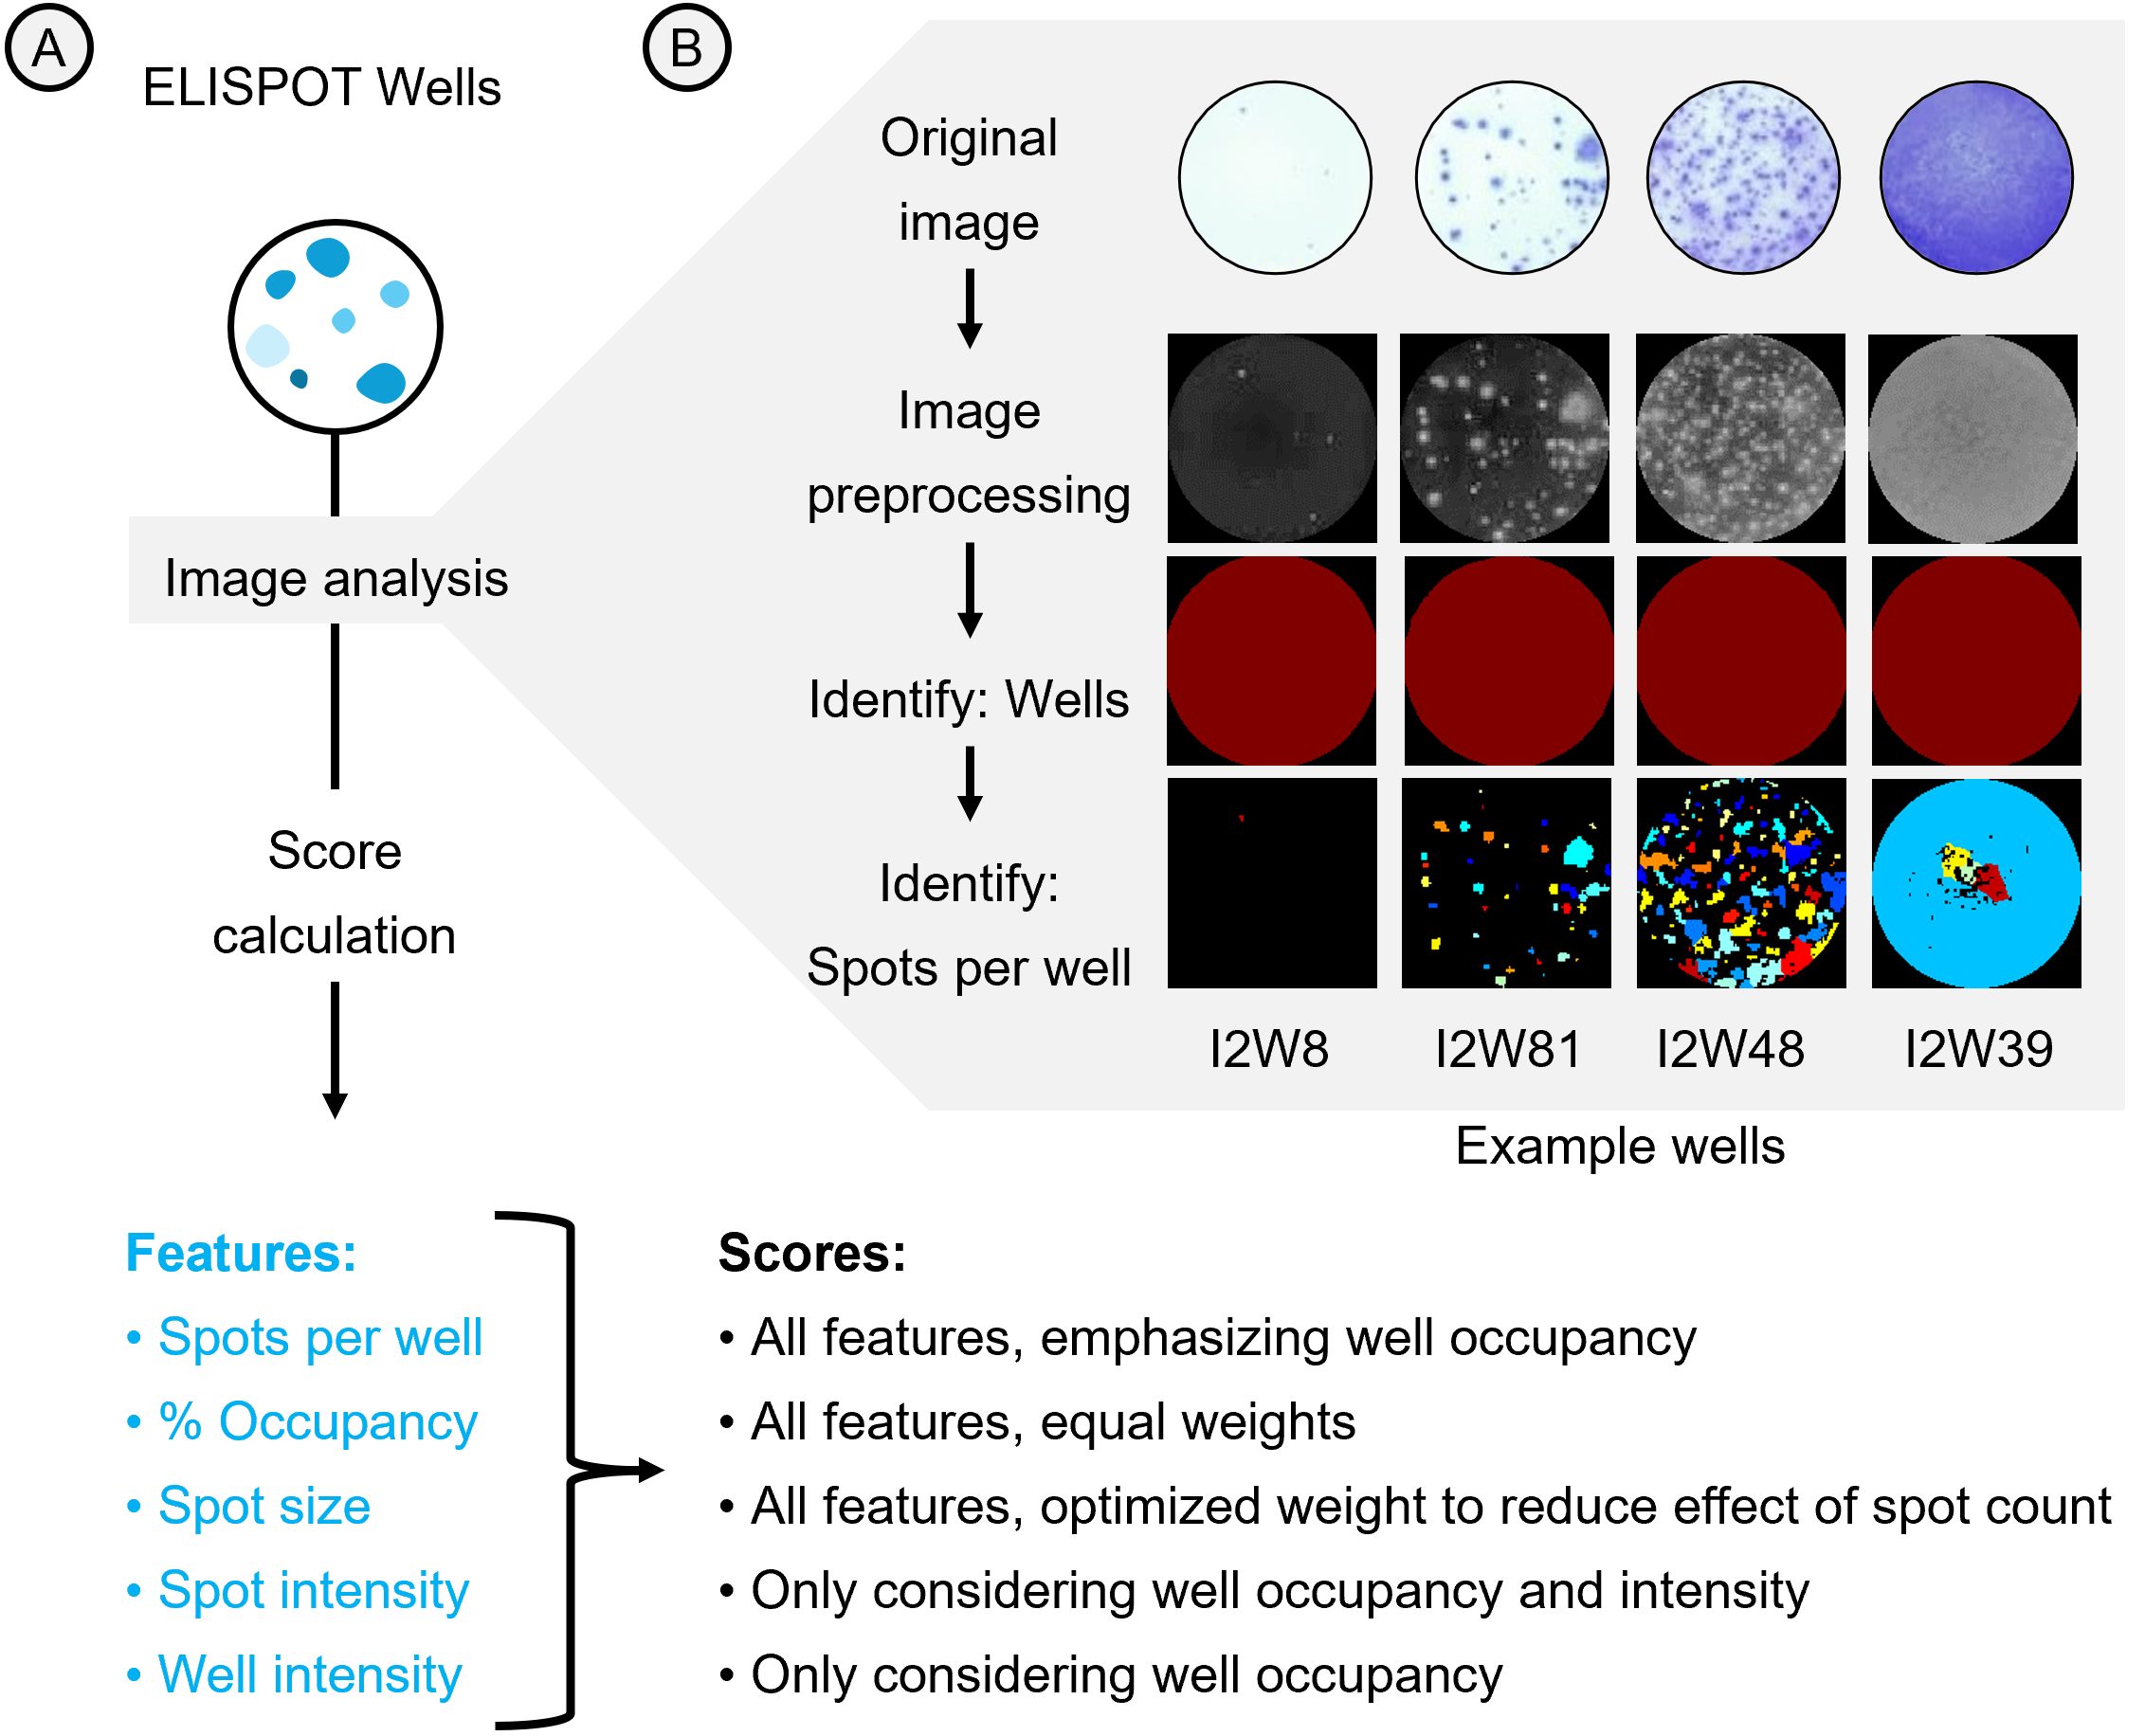 A
ELISPOT Wells
Image analysis
Score
calculation
B
Original
image
Image
preprocessing
Identify: Wells
Identify:
Spots per well
I2W8
I2W81
I2W48
I2W39
Example wells
Features:
• Spots per well
• % Occupancy
• Spot size
• Spot intensity
• Well intensity
Scores:
• All features, emphasizing well occupancy
• All features, equal weights
• All features, optimized weight to reduce effect of spot count
• Only considering well occupancy and intensity
• Only considering well occupancy